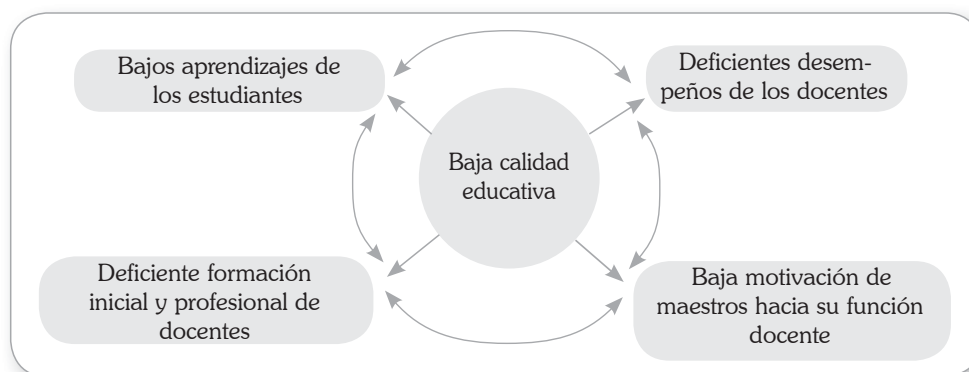 Bajos aprendizajes de
los estudiantes
Deficientes desem-
peños de los docentes
Baja calidad
educativa
Deficiente formación
inicial y profesional de
docentes
Baja motivación de
maestros hacia su función
docente